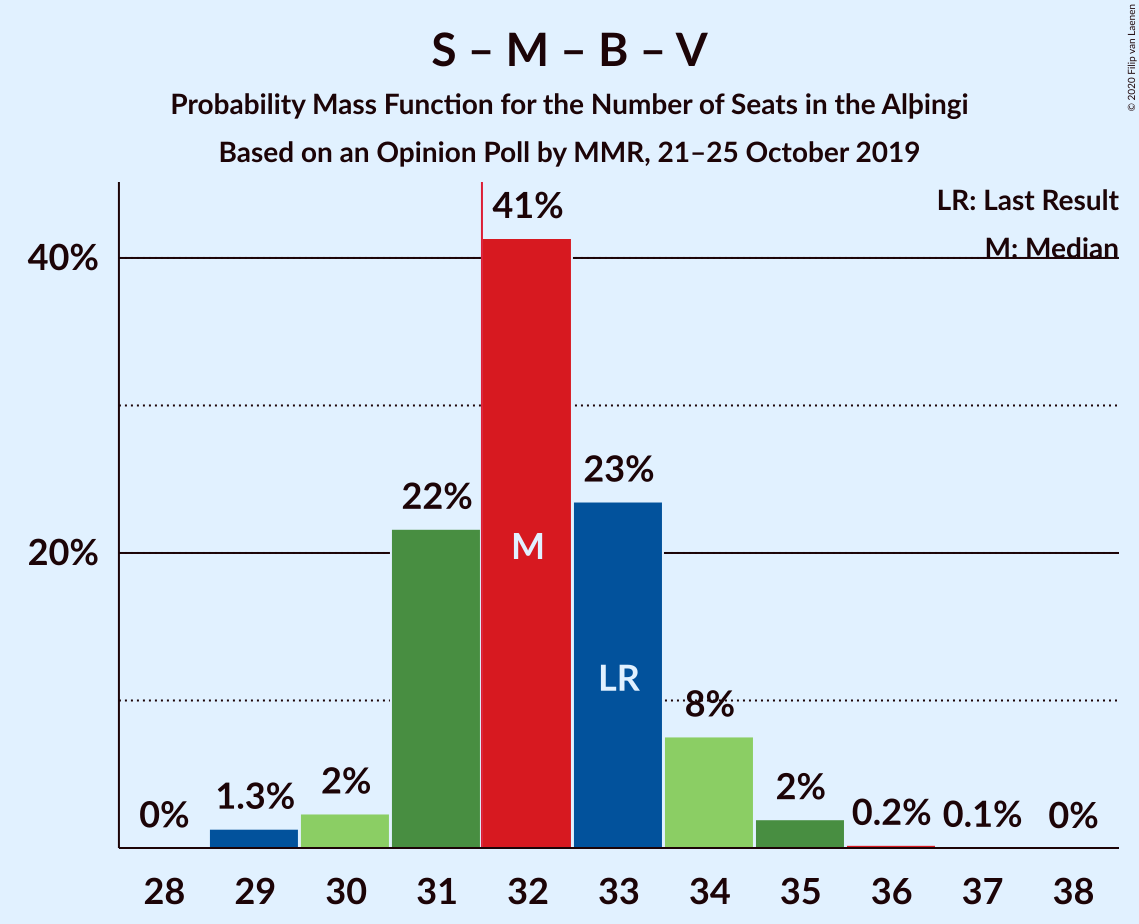 S – M – B – V
Probability Mass Function for the Number of Seats in the Alþingi
Based on an Opinion Poll by MMR, 21–25 October 2019
© 2020 Filip van Laenen
LR: Last Result
M: Median
40%
20%
0%
1.3%
2%
22%
41%
M
23%
LR
8%
2%
0.2%
0.1%
0%
28 29 30 31 32 33 34 35 36 37 38